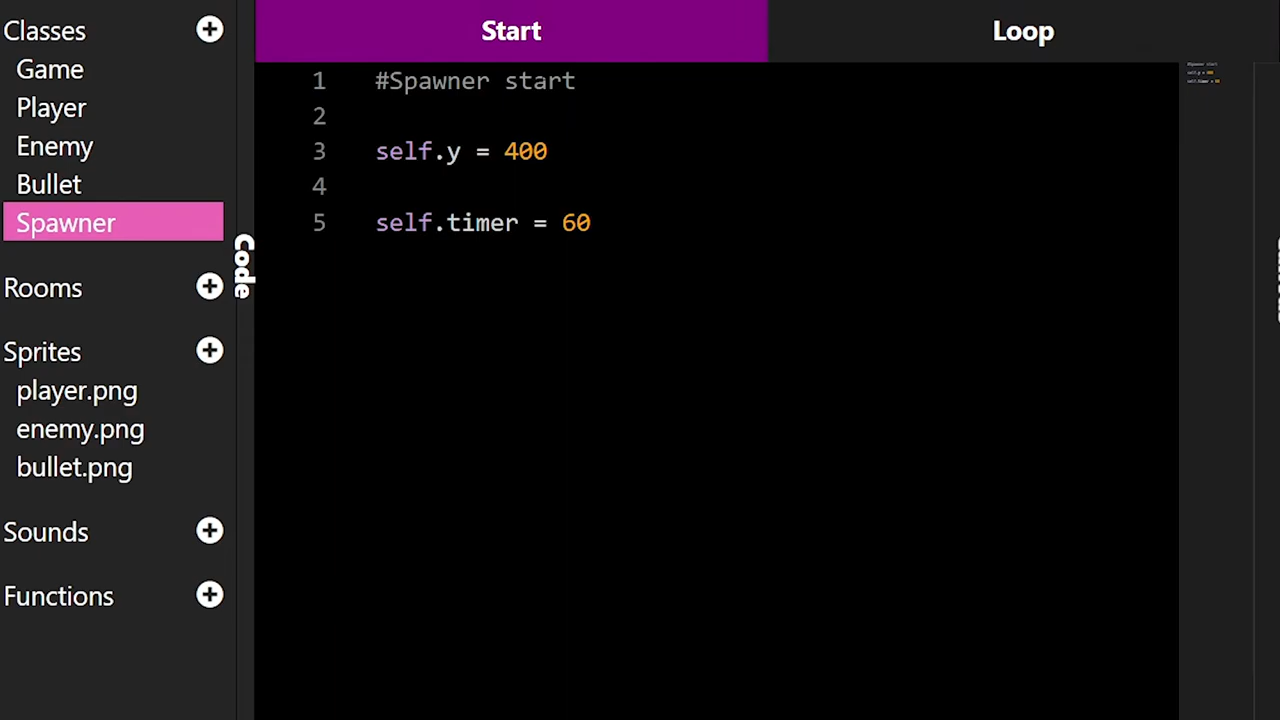 Classes
Game
Player
Enemy
Bullet
Spawner
Rooms
Sprites
player.png
enemy.png
bullet.png
Sounds
Functions
Code
Start
Loop
1 #Spawner start
2
3 self.y = 400
4
5 self.timer = 60